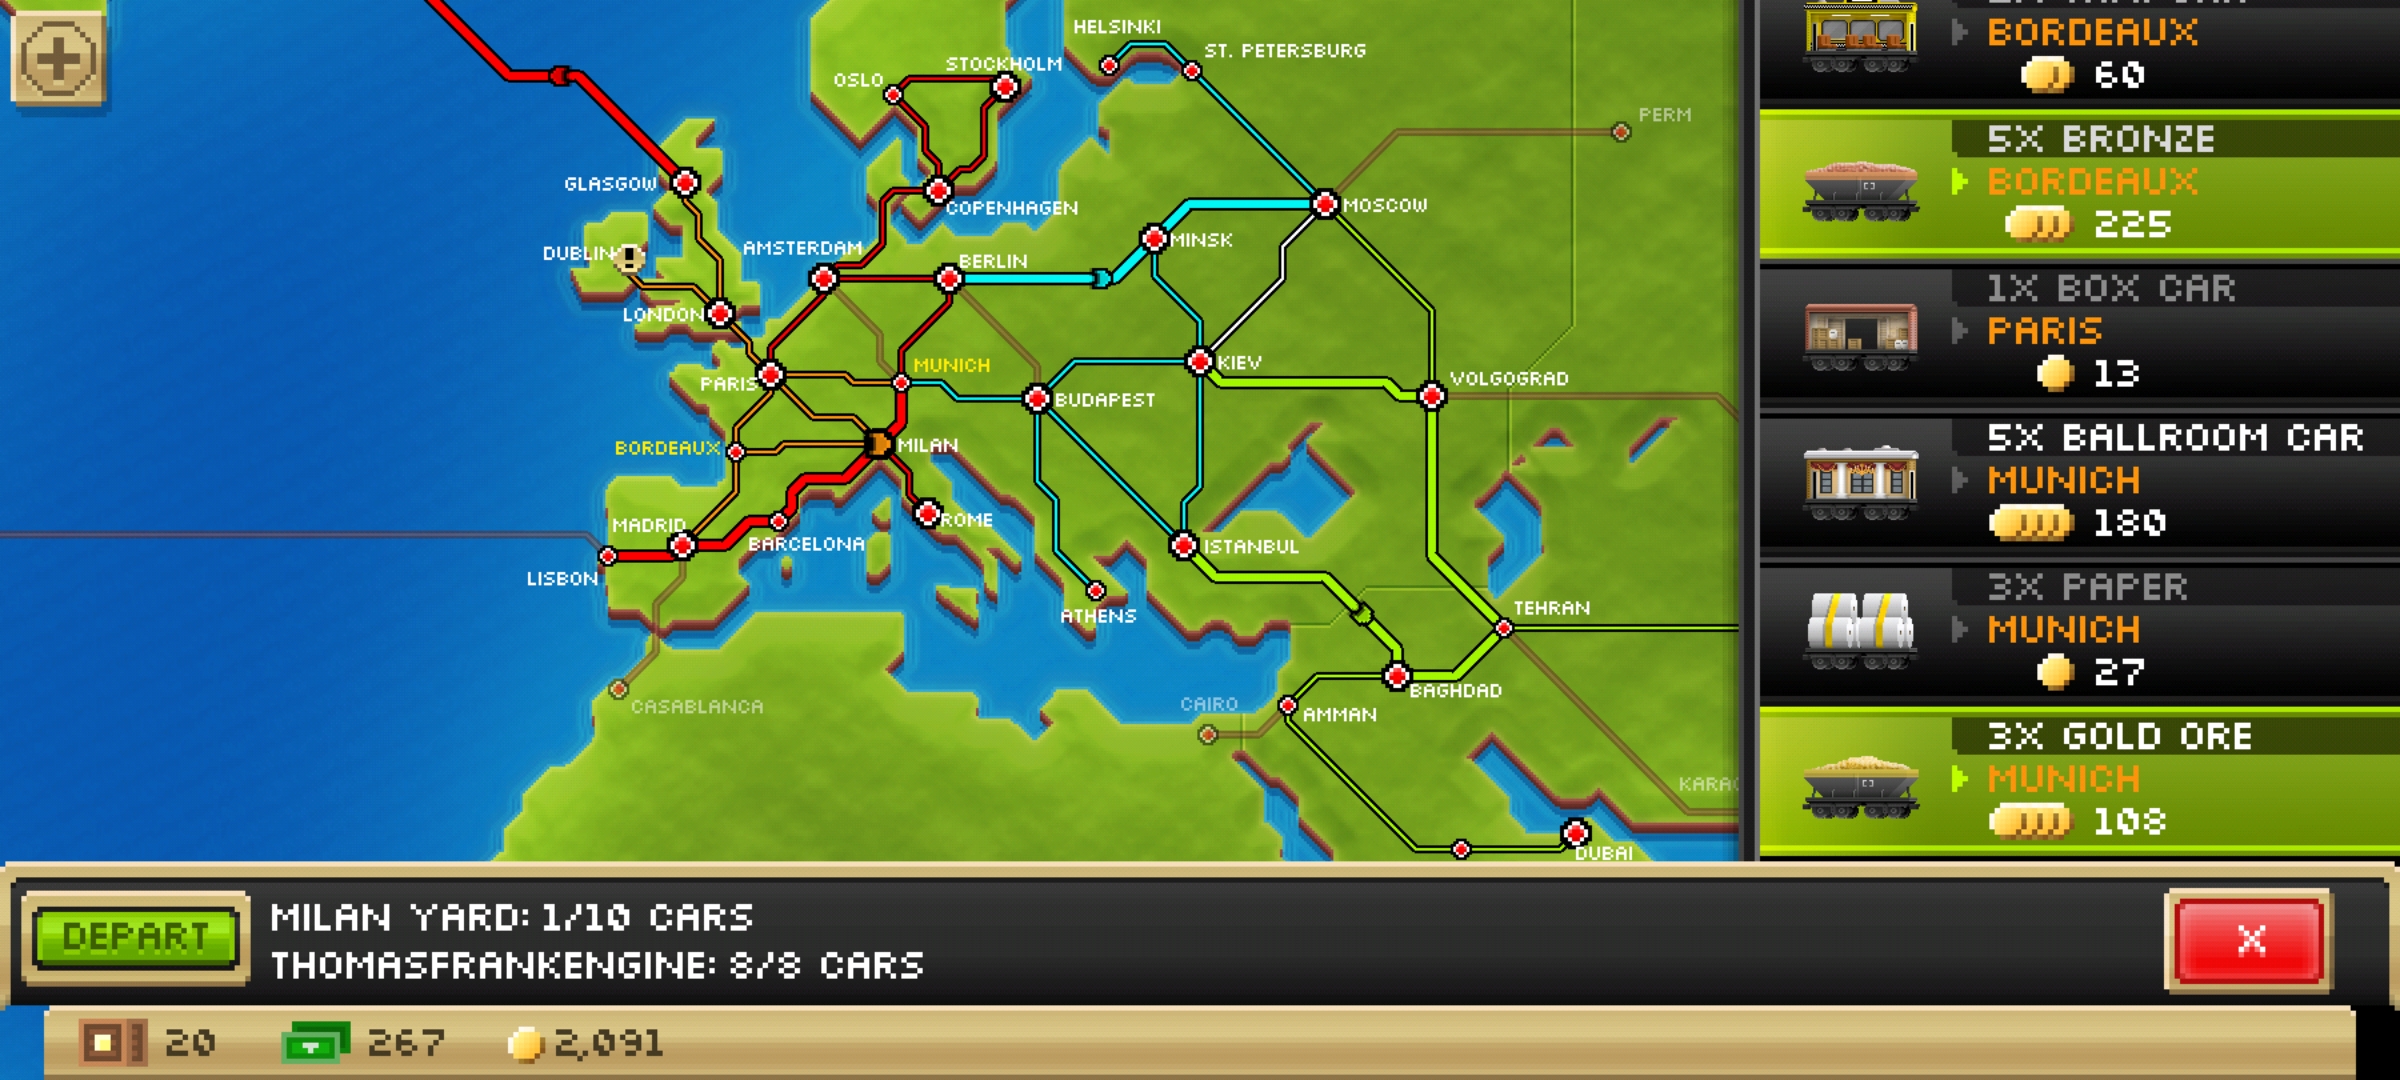 HELSINKI
ST. PETERSBURG
STOCKHOLM
OSLO
PERM
GLASGOW
COPENHAGEN
MOSCOW
MINSK
DUBLIN
!
AMSTERDAM
BERLIN
LONDON
PARIS
MUNICH
KIEV
VOLGOGRAD
BUDAPEST
BORDEAUX
MILAN
ROME
MADRID
BARCELONA
ISTANBUL
LISBON
ATHENS
TEHRAN
CASABLANCA
CAIRO
AMMAN
BAGHDAD
DUBAI
BORDEAUX
60
5X BRONZE
BORDEAUX
225
1X BOX CAR
PARIS
13
5X BALLROOM CAR
MUNICH
180
3X PAPER
MUNICH
27
3X GOLD ORE
MUNICH
108
DEPART
MILAN YARD: 1/10 CARS
THOMASFRANKENGINE: 8/8 CARS
X
20
267
2,091